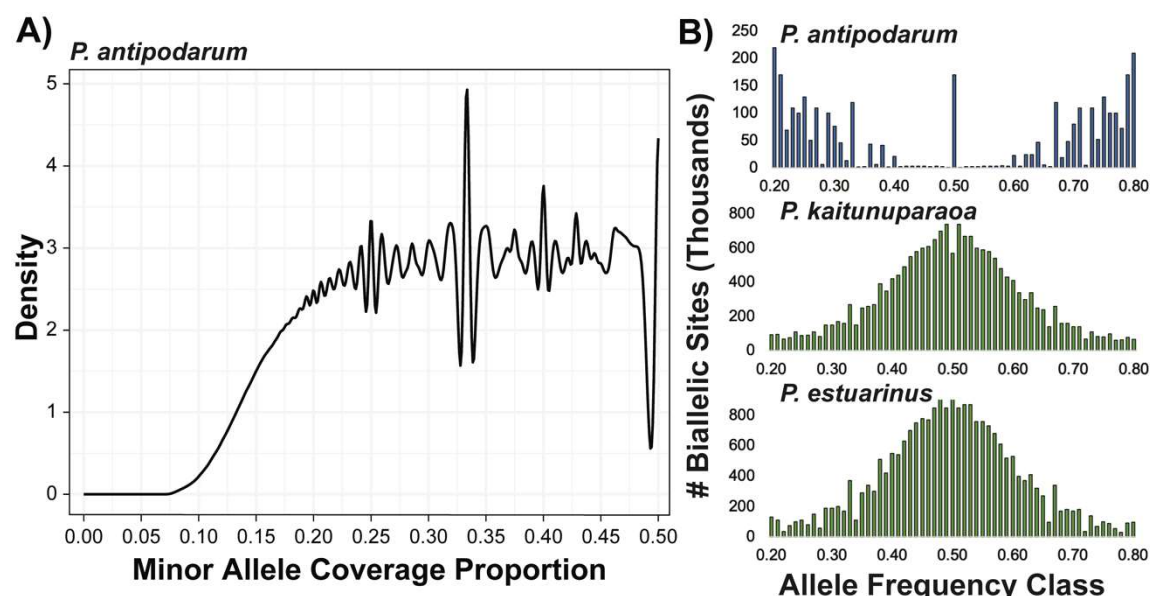 A)
P. antipodarum
Density
5
4
3
2
1
0
0.00 0.05 0.10 0.15 0.20 0.25 0.30 0.35 0.40 0.45 0.50
Minor Allele Coverage Proportion
B)
# Biallelic Sites (Thousands)
P. antipodarum
250
200
150
100
50
0
0.20 0.30 0.40 0.50 0.60 0.70 0.80
P. kaitunuparaoa
800
600
400
200
0
0.20 0.30 0.40 0.50 0.60 0.70 0.80
P. estuarinus
800
600
400
200
0
0.20 0.30 0.40 0.50 0.60 0.70 0.80
Allele Frequency Class